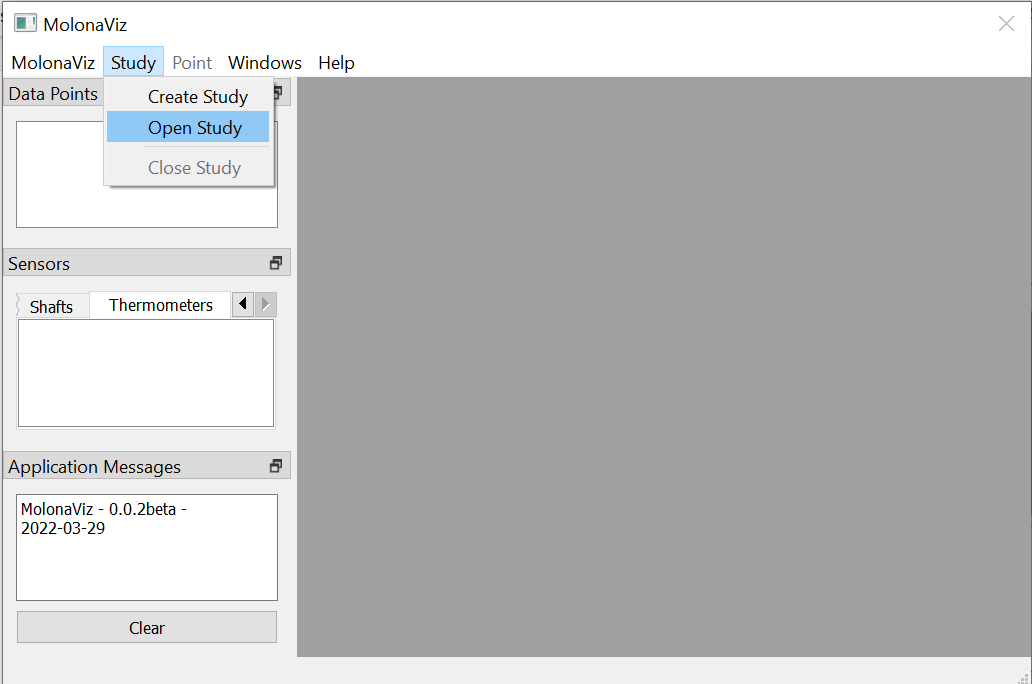 MolonaViz
MolonaViz Study Point Windows Help
Data Points
Create Study
Open Study
Close Study
Sensors
Shafts Thermometers
Application Messages
MolonaViz - 0.0.2beta -
2022-03-29
Clear